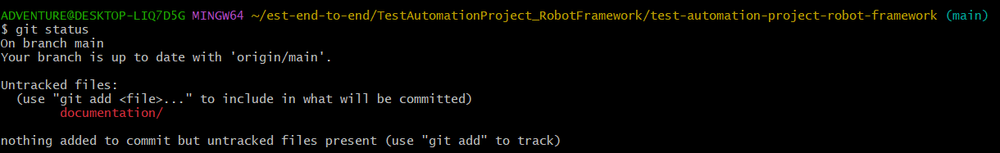 ADVENTURE@DESKTOP-LIQ7D5G MINGW64 ~/est-end-to-end/TestAutomationProject_RobotFramework/test-automation-project-robot-framework (main)
$ git status
On branch main
Your branch is up to date with 'origin/main'.
Untracked files:
(use "git add <file>..." to include in what will be committed)
documentation/
nothing added to commit but untracked files present (use "git add" to track)